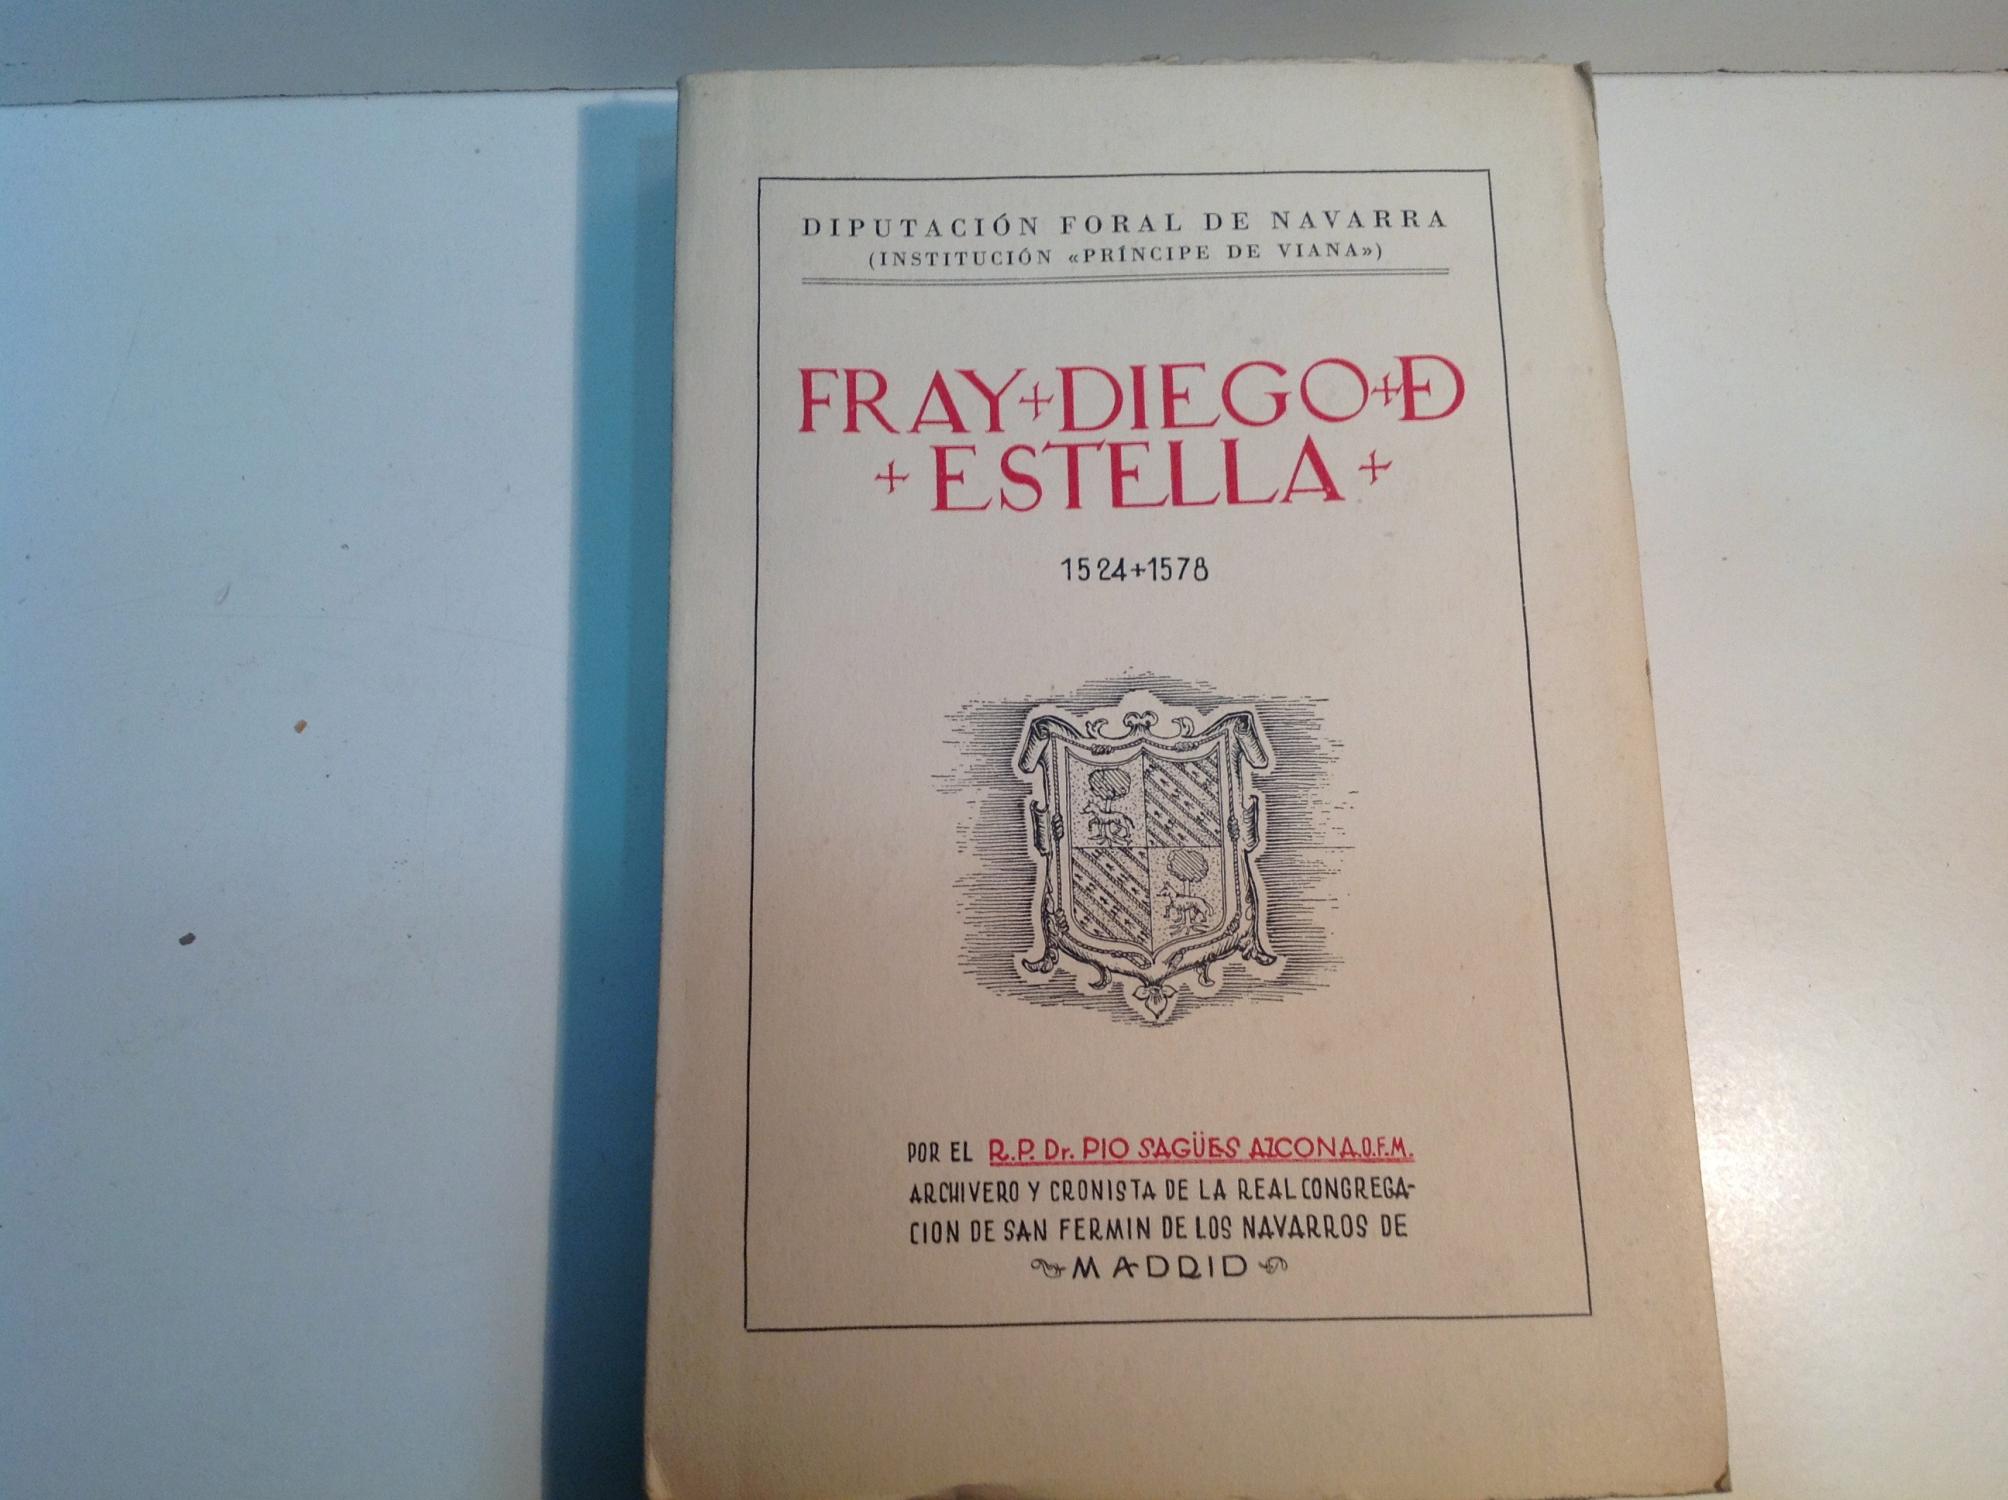 DIPUTACIÓN FORAL DE NAVARRA
(INSTITUCIÓN «PRÍNCIPE DE VIANA»)
FRAY+DIEGO+D
+ESTELLA+
1524+1578
POR EL R.P. Dr. PIO SAGÜES AZCONA.O.F.M.
ARCHIVERO Y CRONISTA DE LA REAL CONGREGA-
CION DE SAN FERMIN DE LOS NAVARROS DE
MADRID